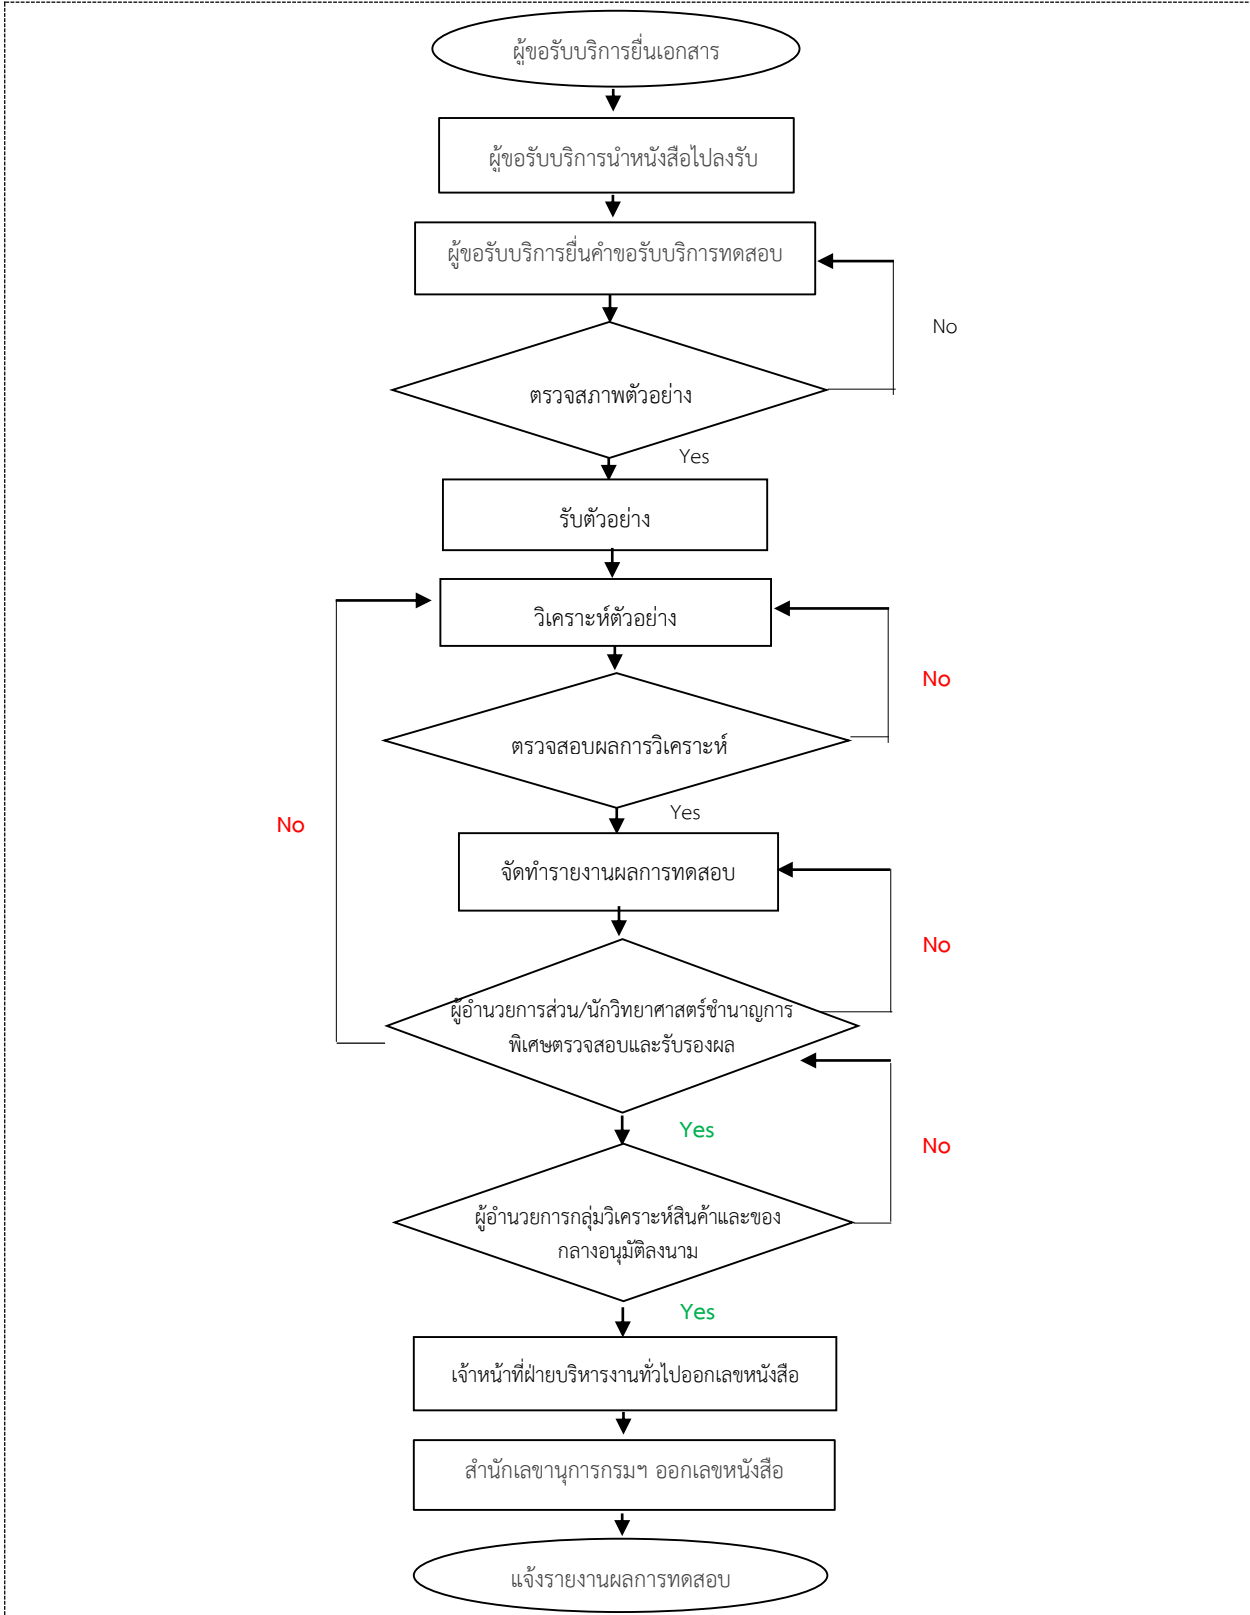 ผู้ขอรับบริการยื่นเอกสาร
ผู้ขอรับบริการนำหนังสือไปลงรับ
ผู้ขอรับบริการยื่นคำขอรับบริการทดสอบ
No
ตรวจสภาพตัวอย่าง
Yes
รับตัวอย่าง
วิเคราะห์ตัวอย่าง
No
ตรวจสอบผลการวิเคราะห์
Yes
No
จัดทำรายงานผลการทดสอบ
No
ผู้อำนวยการส่วน/นักวิทยาศาสตร์ชำนาญการ
พิเศษตรวจสอบและรับรองผล
Yes
No
ผู้อำนวยการกลุ่มวิเคราะห์สินค้าและของ
กลางอนุมัติลงนาม
Yes
เจ้าหน้าที่ฝ่ายบริหารงานทั่วไปออกเลขหนังสือ
สำนักเลขานุการกรมฯ ออกเลขหนังสือ
แจ้งรายงานผลการทดสอบ